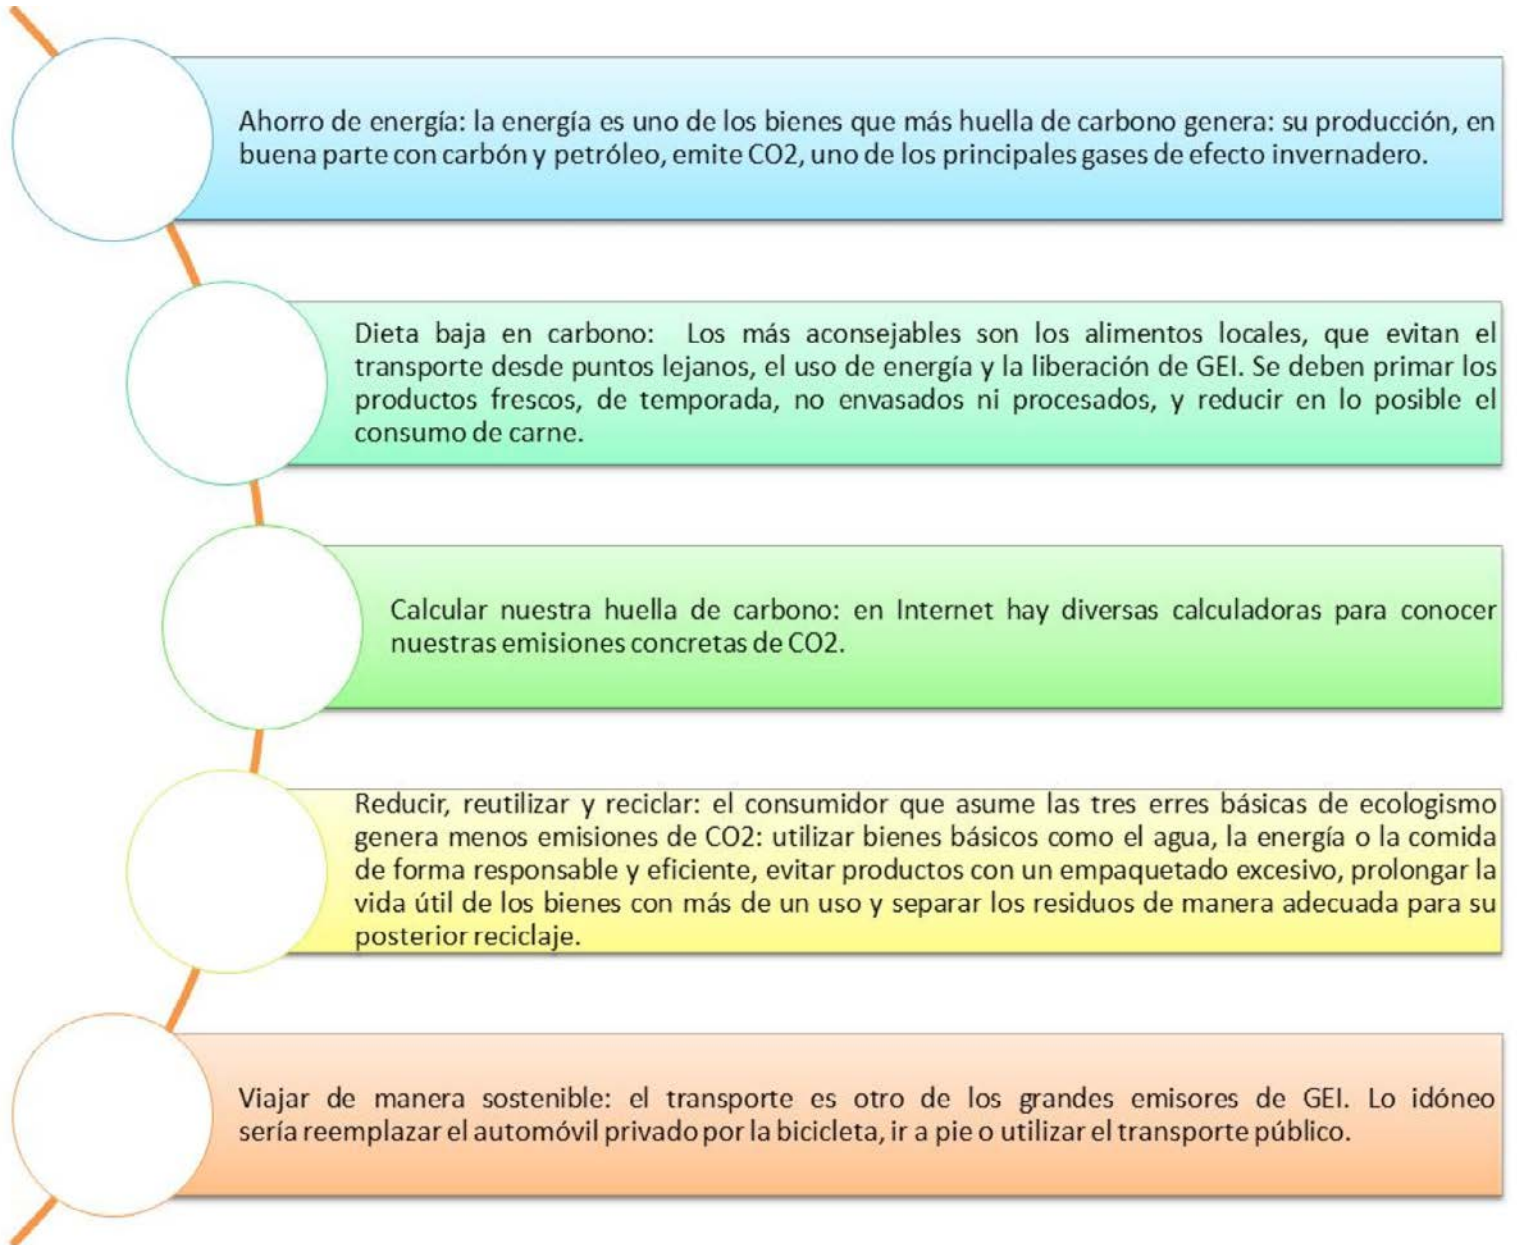 Ahorro de energía: la energía es uno de los bienes que más huella de carbono genera: su producción, en
buena parte con carbón y petróleo, emite CO2, uno de los principales gases de efecto invernadero.
Dieta baja en carbono: Los más aconsejables son los alimentos locales, que evitan el
transporte desde puntos lejanos, el uso de energía y la liberación de GEI. Se deben primar los
productos frescos, de temporada, no envasados ni procesados, y reducir en lo posible el
consumo de carne.
Calcular nuestra huella de carbono: en Internet hay diversas calculadoras para conocer
nuestras emisiones concretas de CO2.
Reducir, reutilizar y reciclar: el consumidor que asume las tres erres básicas de ecologismo
genera menos emisiones de CO2: utilizar bienes básicos como el agua, la energía o la comida
de forma responsable y eficiente, evitar productos con un empaquetado excesivo, prolongar la
vida útil de los bienes con más de un uso y separar los residuos de manera adecuada para su
posterior reciclaje.
Viajar de manera sostenible: el transporte es otro de los grandes emisores de GEI. Lo idóneo
sería reemplazar el automóvil privado por la bicicleta, ir a pie o utilizar el transporte público.